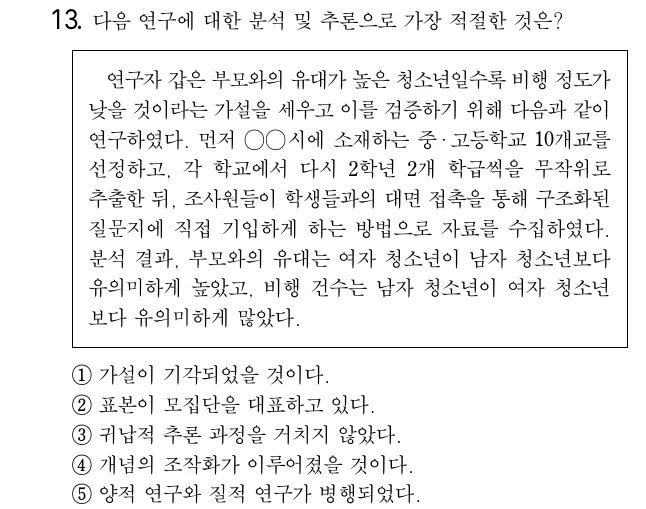 13. 다음 연구에 대한 분석 및 추론으로 가장 적절한 것은?
연구자 갑은 부모와의 유대가 높은 청소년일수록 비행 정도가
낮을 것이라는 가설을 세우고 이를 검증하기 위해 다음과 같이
연구하였다. 먼저 ○○시에 소재하는 중·고등학교 10개교를
선정하고, 각 학교에서 다시 2학년 2개 학급씩을 무작위로
추출한 뒤, 조사원들이 학생들과의 대면 접촉을 통해 구조화된
질문지에 직접 기입하게 하는 방법으로 자료를 수집하였다.
분석 결과, 부모와의 유대는 여자 청소년이 남자 청소년보다
유의미하게 높았고, 비행 건수는 남자 청소년이 여자 청소년
보다 유의미하게 많았다.
① 가설이 기각되었을 것이다.
② 표본이 모집단을 대표하고 있다.
③ 귀납적 추론 과정을 거치지 않았다.
④ 개념의 조작화가 이루어졌을 것이다.
⑤ 양적 연구와 질적 연구가 병행되었다.